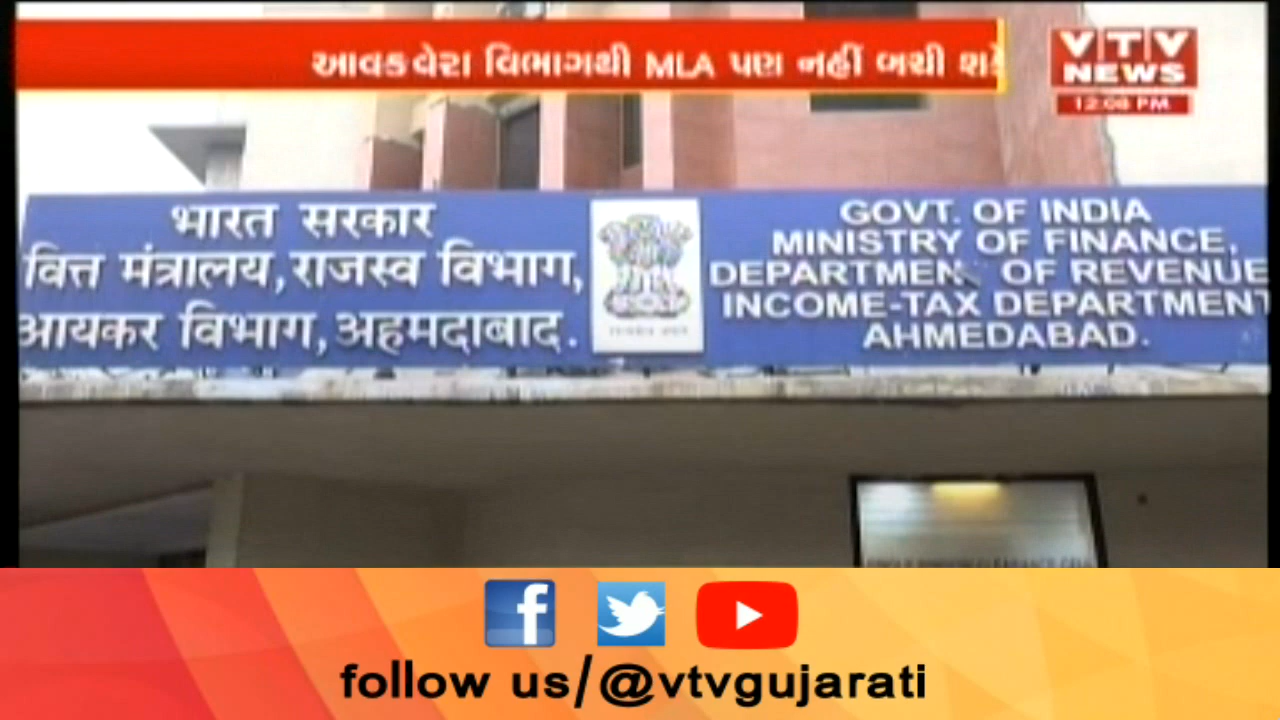 આવકવેરા વિભાગથી MLA પણ નહીં બચી શકે
VTV
NEWS
12:08 PM
भारत सरकार
वित्त मंत्रालय,राजस्व विभाग,
आयकर विभाग,अहमदाबाद.
GOVT. OF INDIA
MINISTRY OF FINANCE,
OF REVENUE
INCOME-TAX DEPARTMENT
AHMEDABAD.
follow us/@vtvgujarati